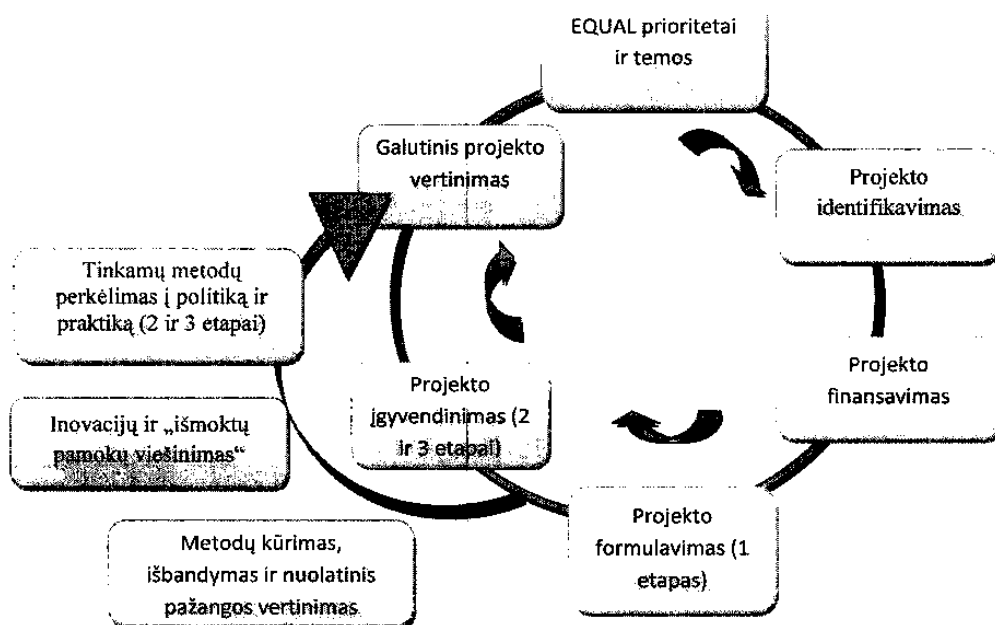 EQUAL prioritetai
ir temos
Galutinis projekto
vertinimas
Projekto
identifikavimas
Tinkamų metodų
perkėlimas į politiką ir
praktiką (2 ir 3 etapai)
Projekto
finansavimas
Projekto
įgyvendinimas (2
ir 3 etapai)
Inovacijų ir „išmoktų
pamokų viešinimas“
Projekto
formulavimas (1
etapas)
Metodų kūrimas,
išbandymas ir nuolatinis
pažangos vertinimas